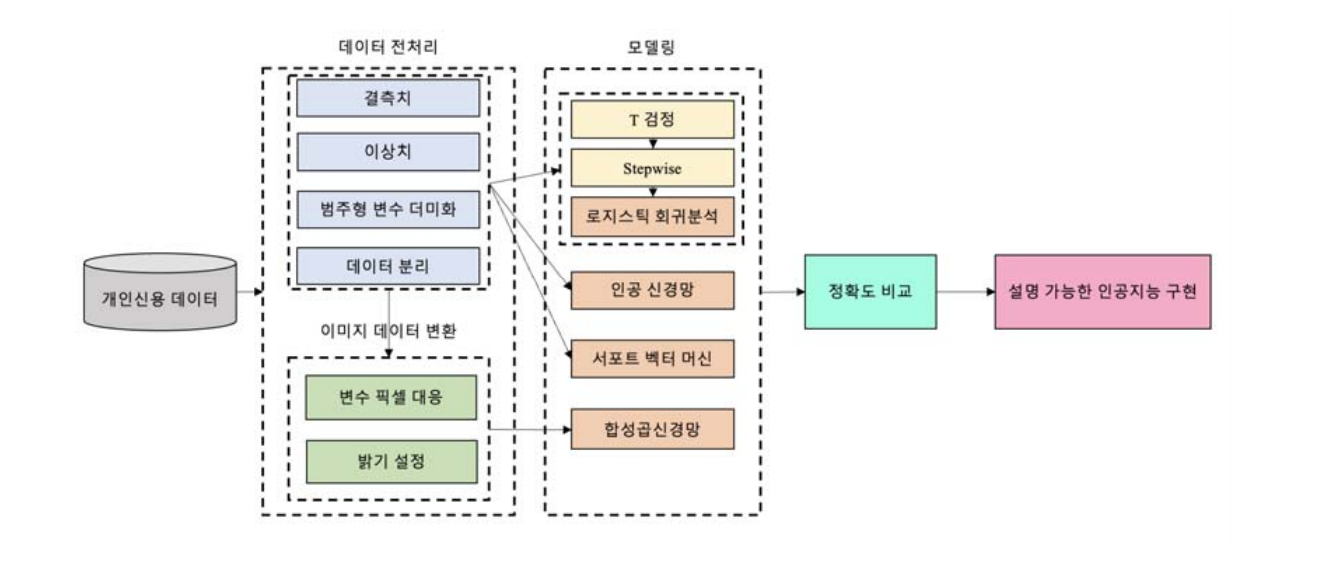 데이터 전처리
모델링
결측치
이상치
범주형 변수 더미화
데이터 분리
이미지 데이터 변환
변수 픽셀 대응
밝기 설정
개인신용 데이터
T 검정
Stepwise
로지스틱 회귀분석
인공 신경망
서포트 벡터 머신
합성곱신경망
정확도 비교
설명 가능한 인공지능 구현